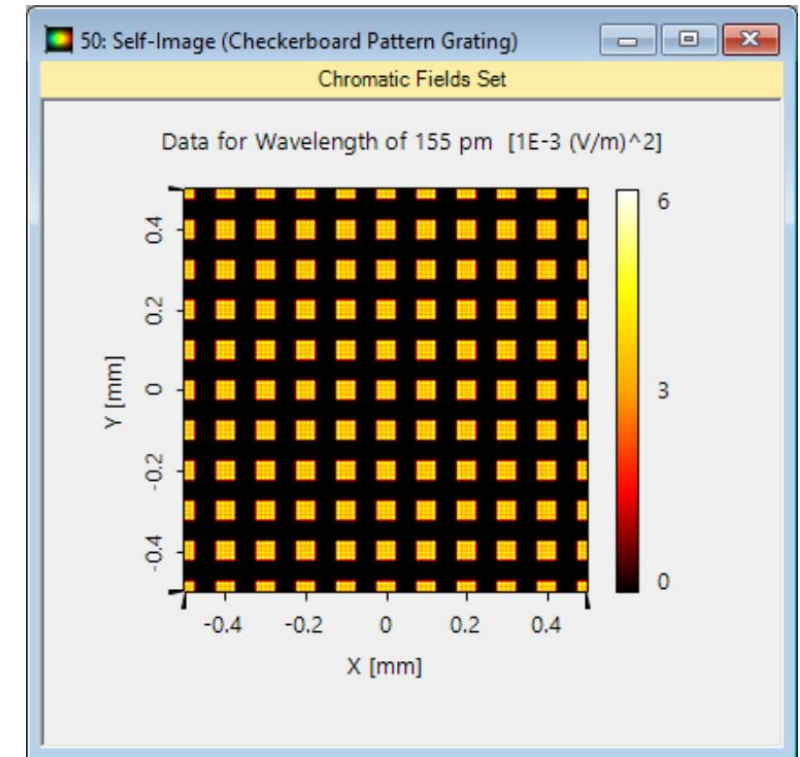 50: Self-Image (Checkerboard Pattern Grating)
Chromatic Fields Set
Data for Wavelength of 155 pm [1E-3 (V/m)^2]
6
3
0
0.4
0.2
0
-0.2
-0.4
Y [mm]
-0.4 -0.2 0 0.2 0.4
X [mm]